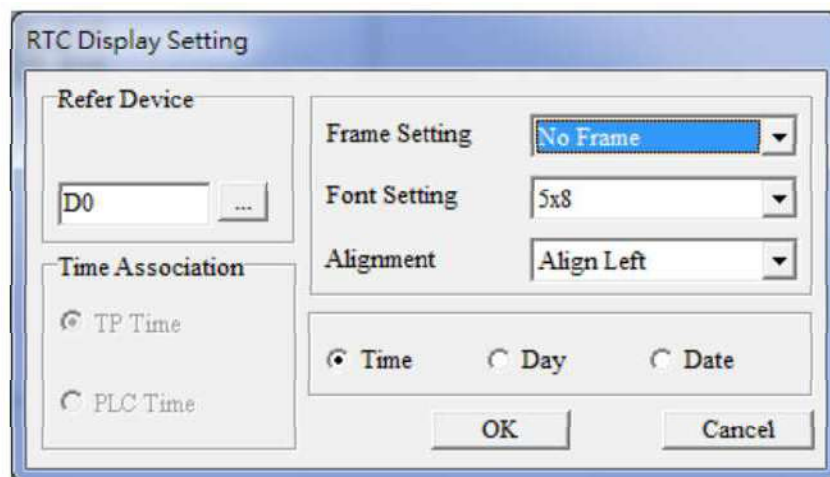 RTC Display Setting
Refer Device
D0
...
Time Association
TP Time
PLC Time
Frame Setting
No Frame
Font Setting
5x8
Alignment
Align Left
Time
Day
Date
OK
Cancel